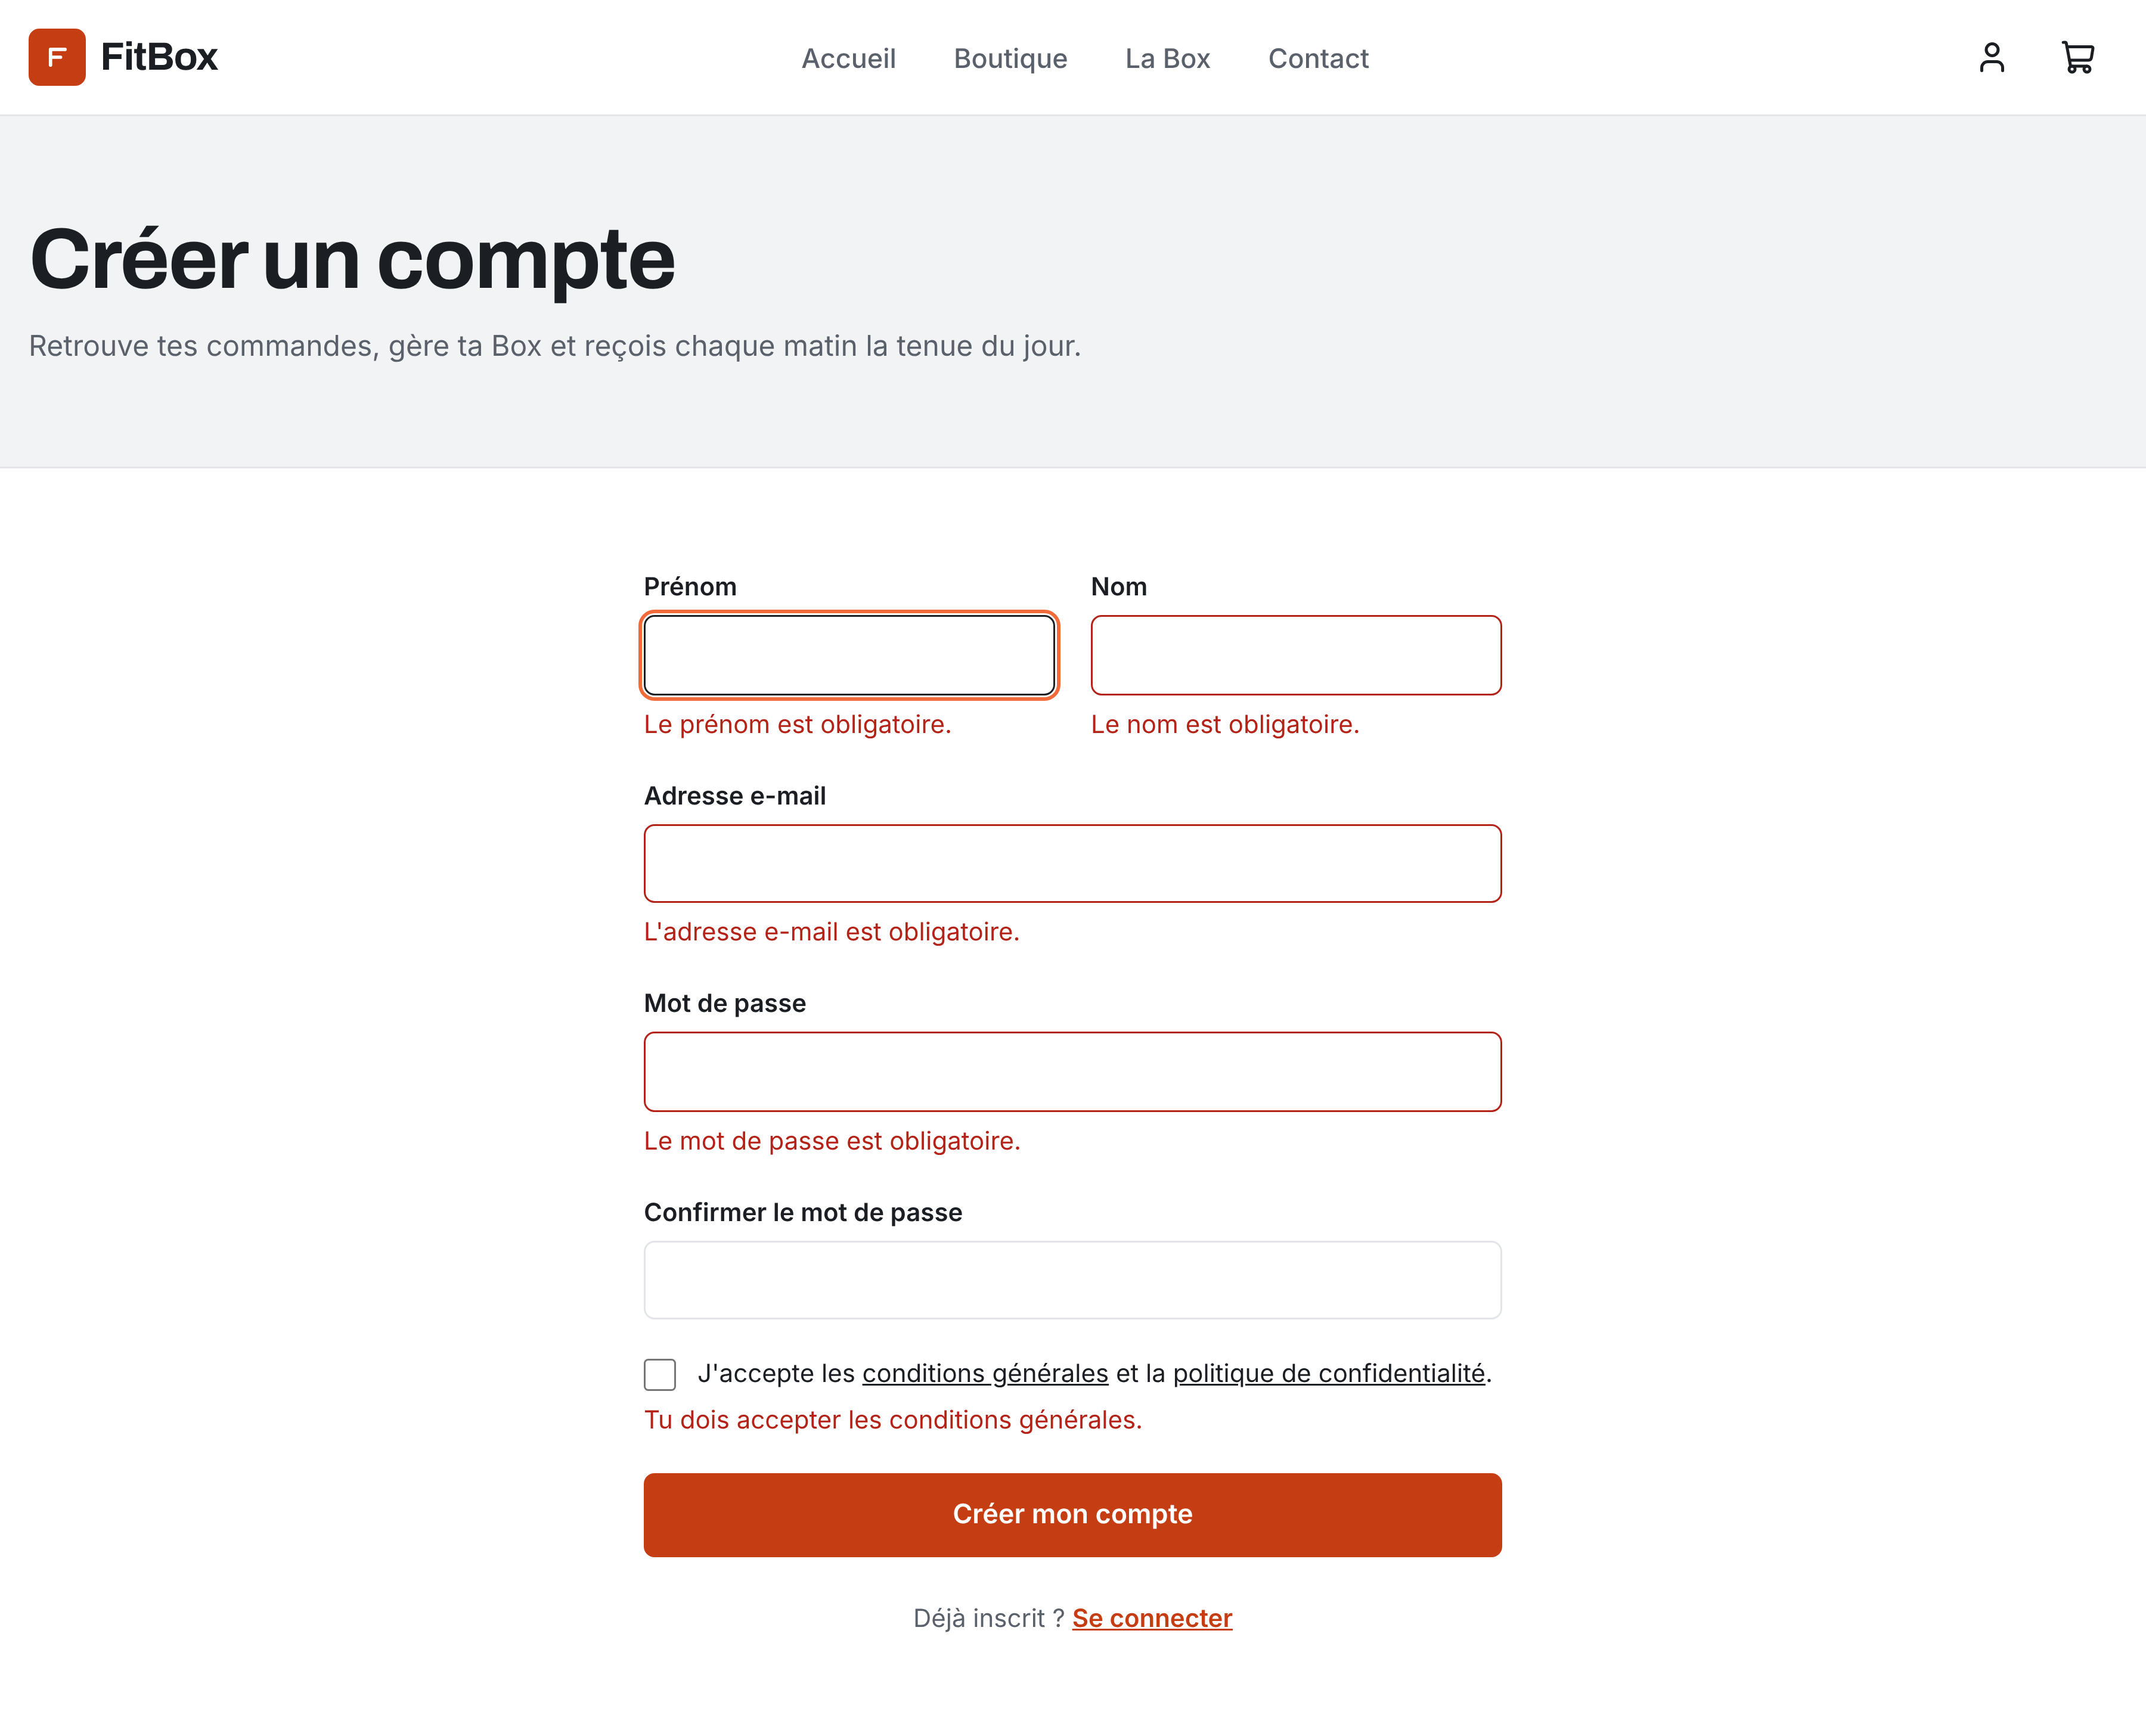 F FitBox
Accueil Boutique La Box Contact
Créer un compte
Retrouve tes commandes, gère ta Box et reçois chaque matin la tenue du jour.
Prénom Nom
Le prénom est obligatoire. Le nom est obligatoire.
Adresse e-mail
L'adresse e-mail est obligatoire.
Mot de passe
Le mot de passe est obligatoire.
Confirmer le mot de passe
J'accepte les conditions générales et la politique de confidentialité.
Tu dois accepter les conditions générales.
Créer mon compte
Déjà inscrit ? Se connecter